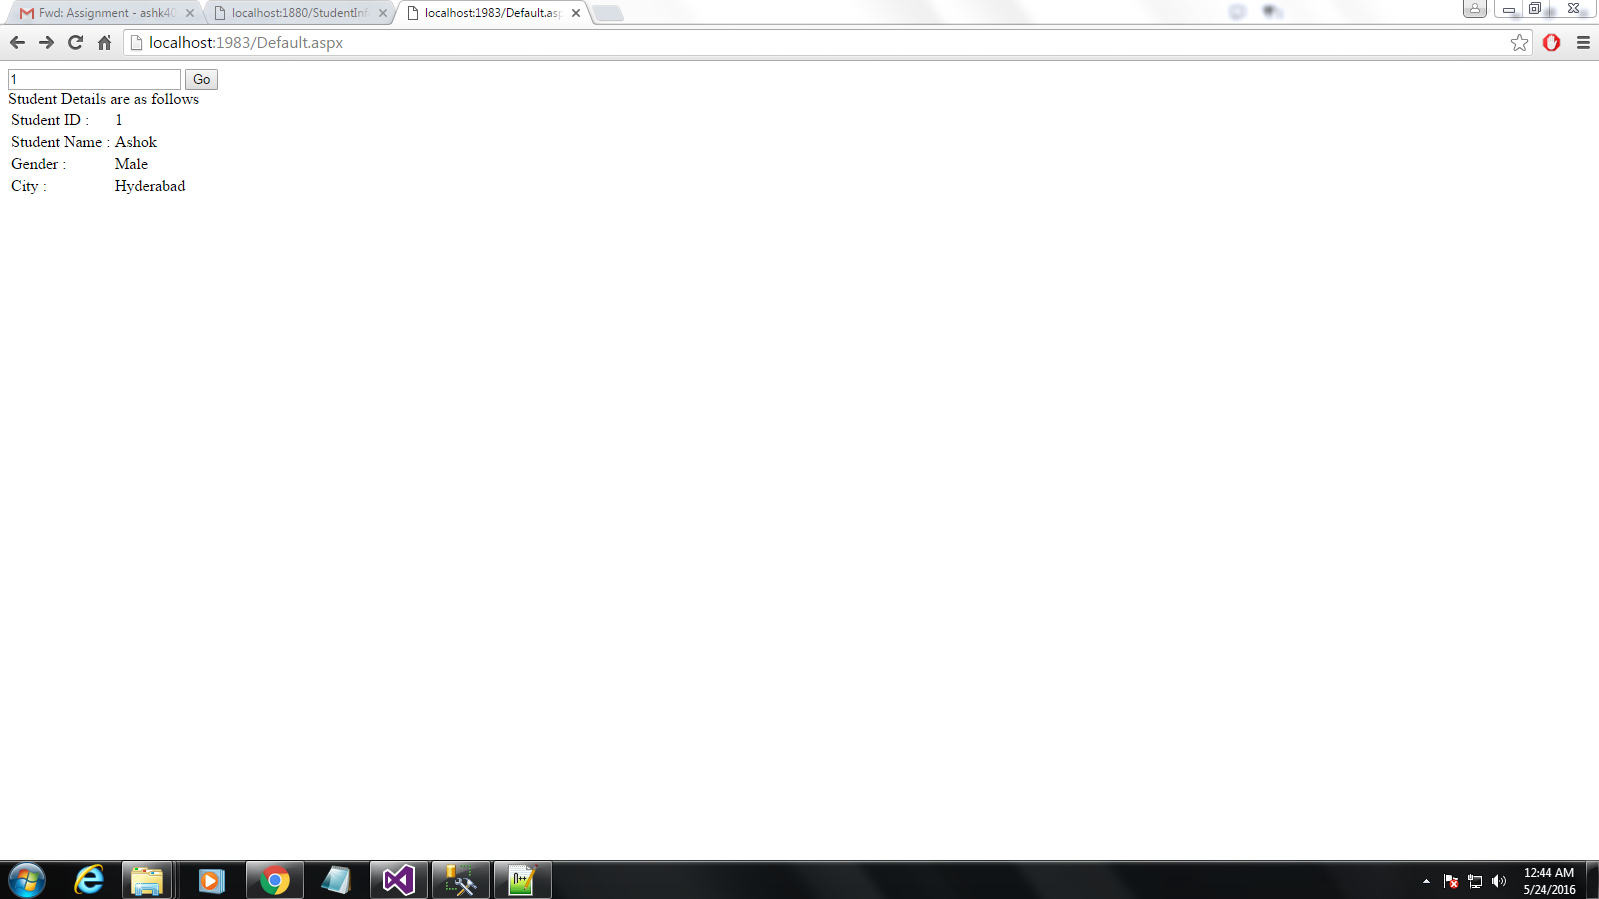 Fwd: Assignment - ashk40
localhost:1880/StudentInf
localhost:1983/Default.asp
localhost:1983/Default.aspx
1 Go
Student Details are as follows
Student ID : 1
Student Name : Ashok
Gender : Male
City : Hyderabad
12:44 AM
5/24/2016